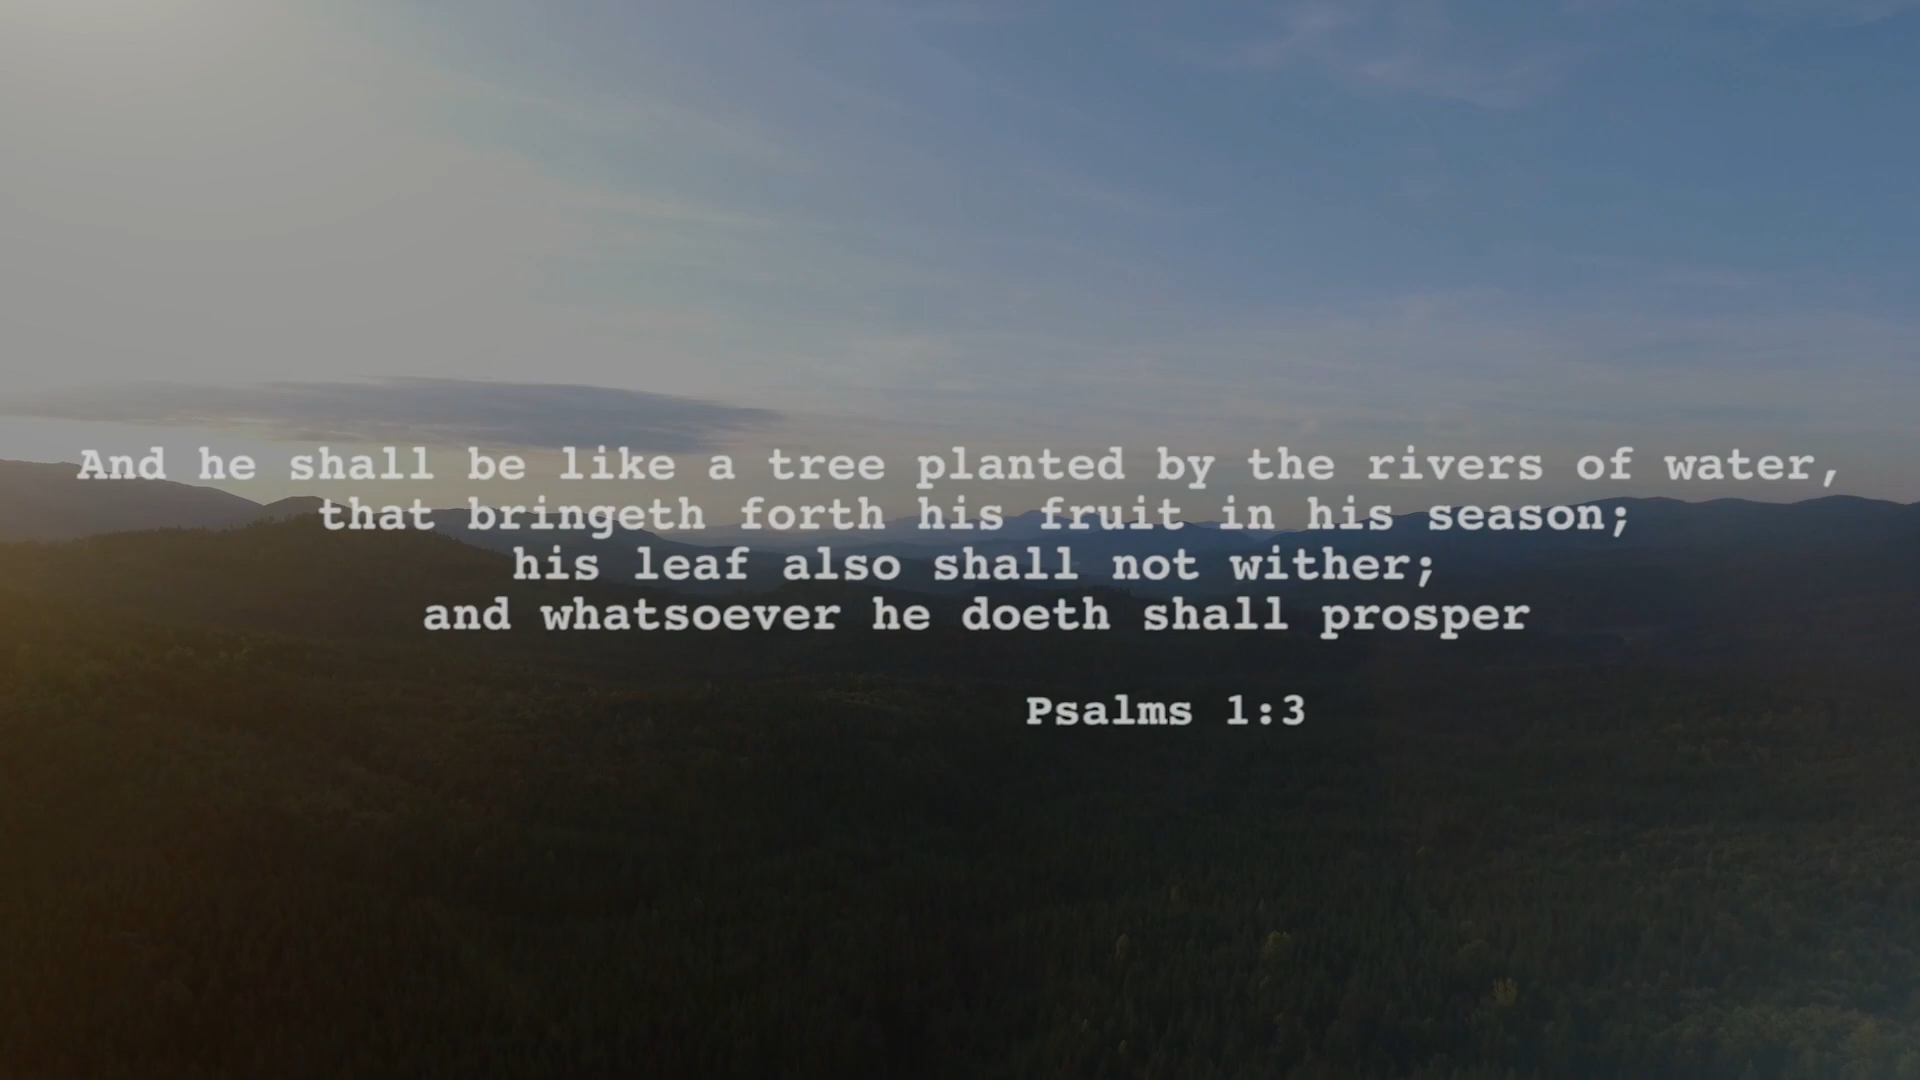 And he shall be like a tree planted by the rivers of water,
that bringeth forth his fruit in his season;
his leaf also shall not wither;
and whatsoever he doeth shall prosper
Psalms 1:3